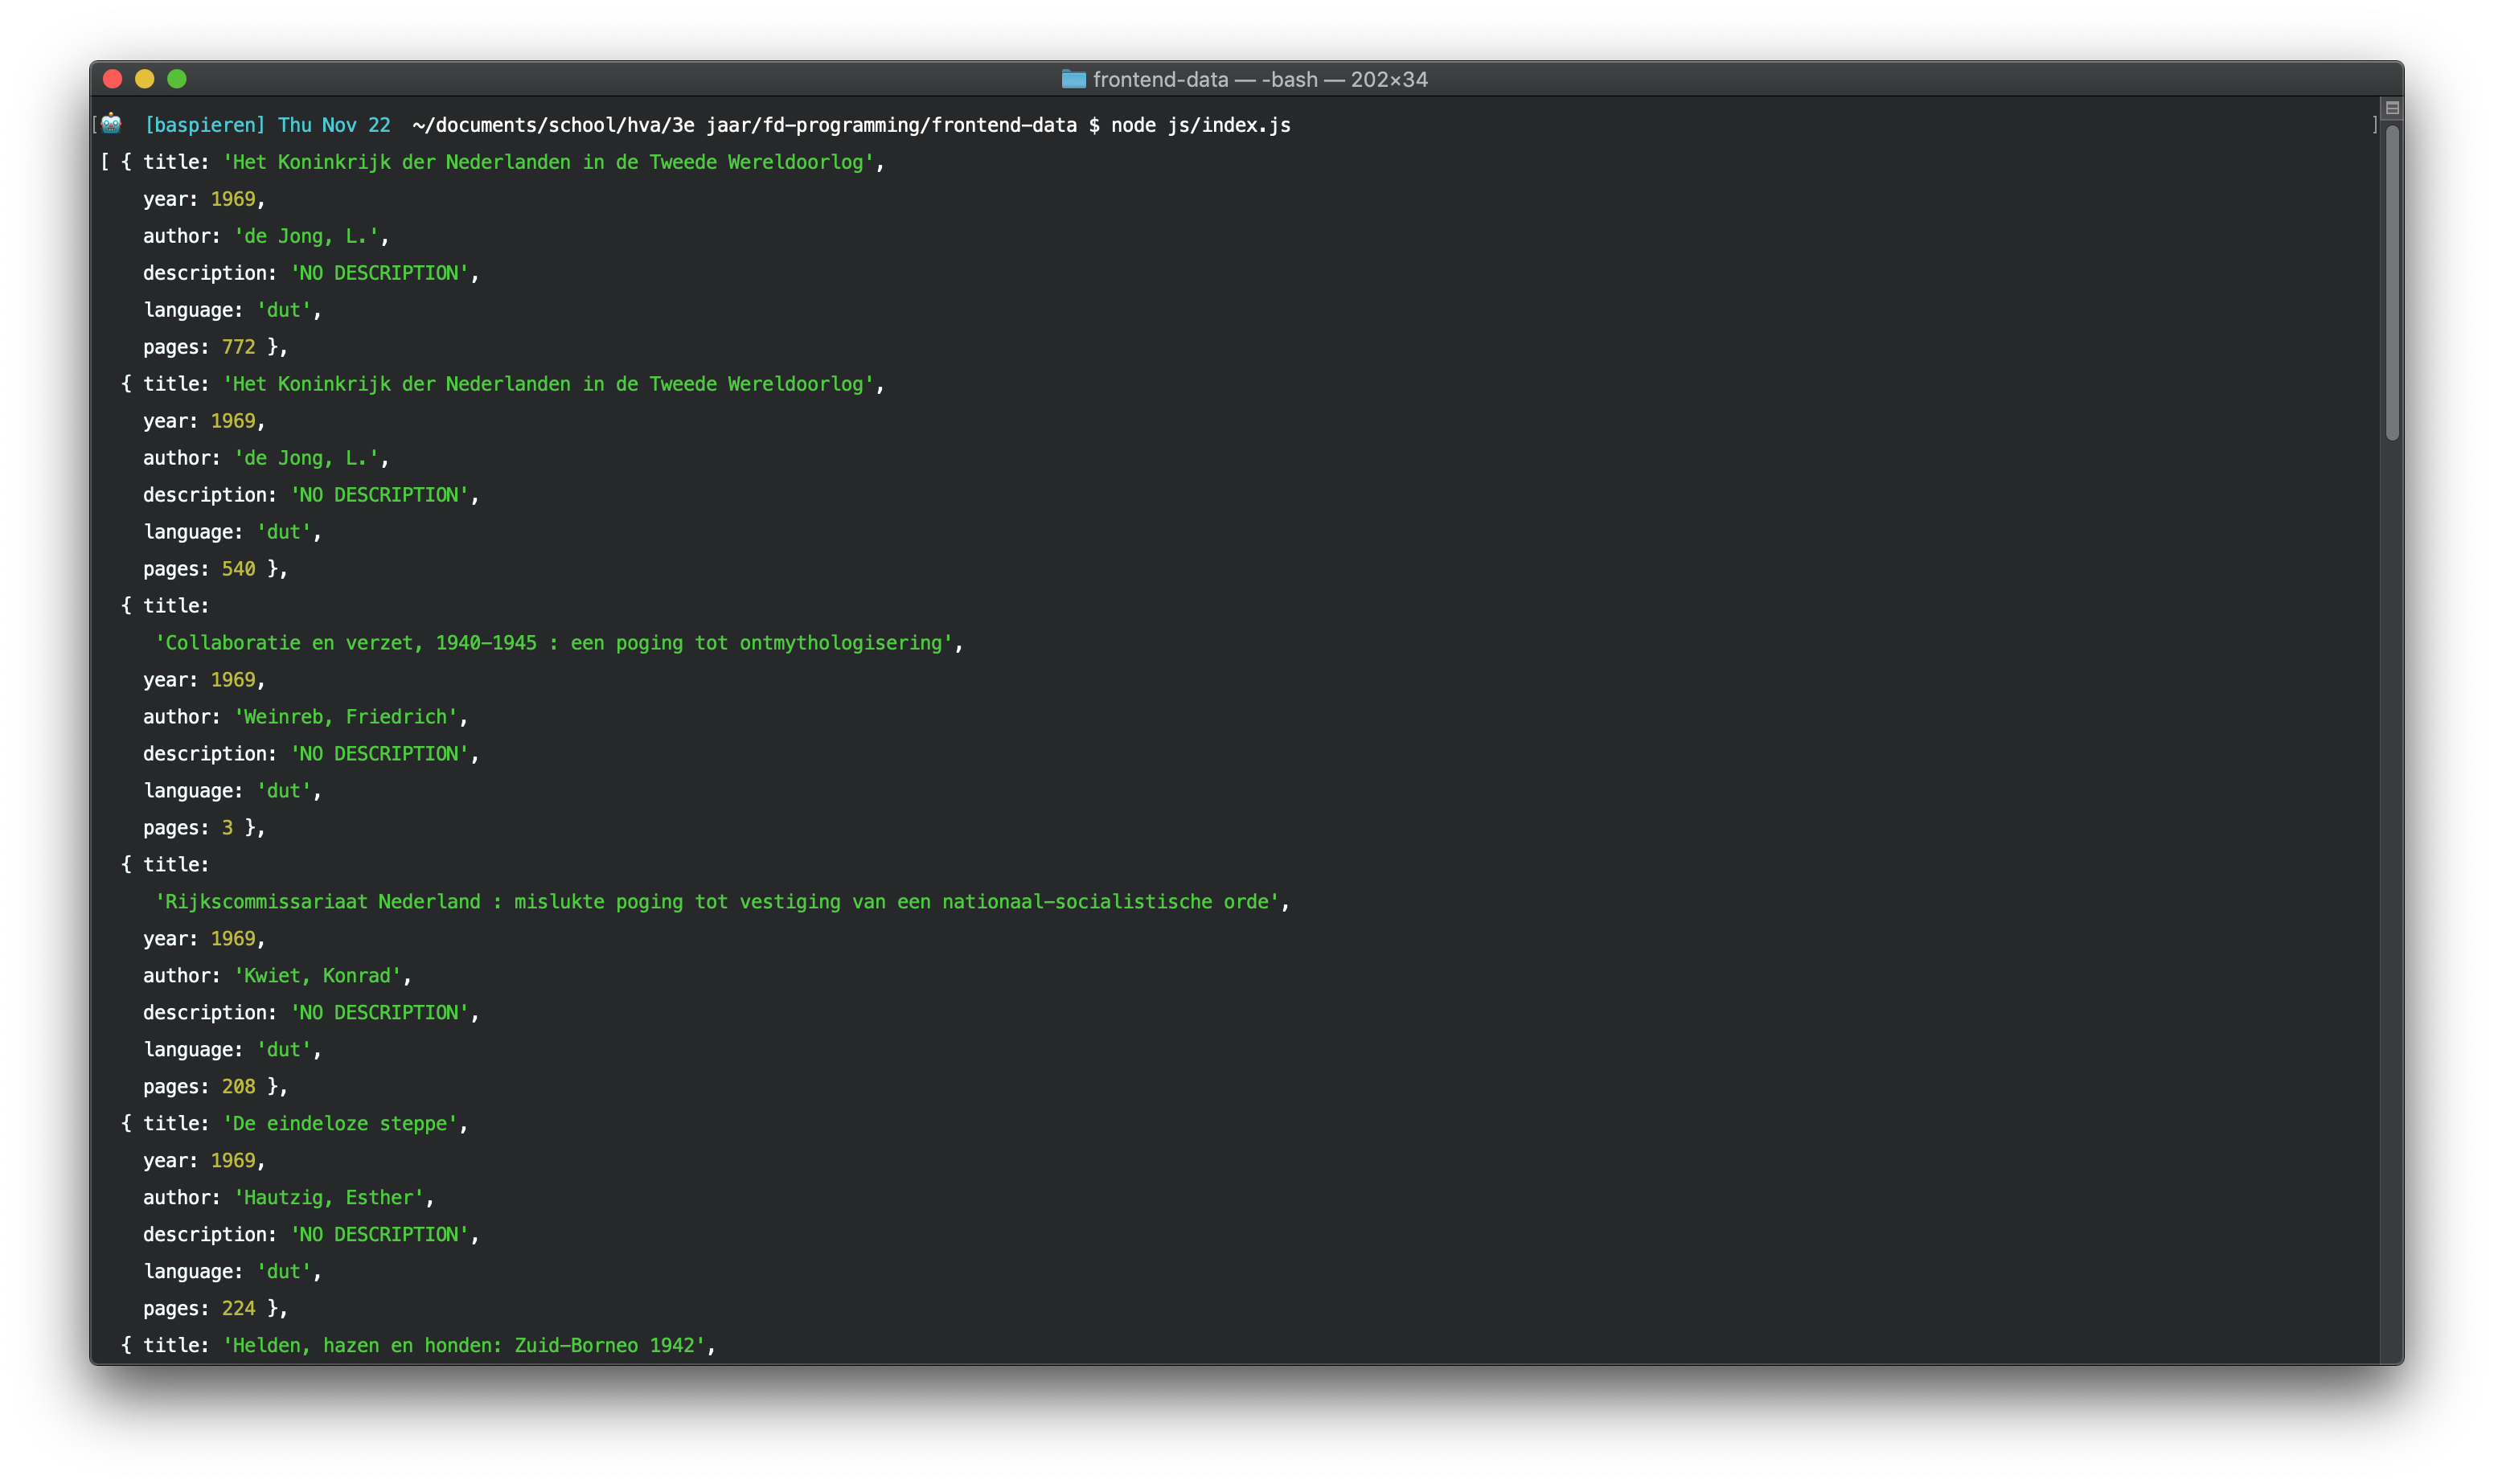 frontend-data — -bash — 202×34
[🤖 [baspieren] Thu Nov 22 ~/documents/school/hva/3e jaar/fd-programming/frontend-data $ node js/index.js ]
[ { title: 'Het Koninkrijk der Nederlanden in de Tweede Wereldoorlog',
year: 1969,
author: 'de Jong, L.',
description: 'NO DESCRIPTION',
language: 'dut',
pages: 772 },
{ title: 'Het Koninkrijk der Nederlanden in de Tweede Wereldoorlog',
year: 1969,
author: 'de Jong, L.',
description: 'NO DESCRIPTION',
language: 'dut',
pages: 540 },
{ title:
'Collaboratie en verzet, 1940-1945 : een poging tot ontmythologisering',
year: 1969,
author: 'Weinreb, Friedrich',
description: 'NO DESCRIPTION',
language: 'dut',
pages: 3 },
{ title:
'Rijkscommissariaat Nederland : mislukte poging tot vestiging van een nationaal-socialistische orde',
year: 1969,
author: 'Kwiet, Konrad',
description: 'NO DESCRIPTION',
language: 'dut',
pages: 208 },
{ title: 'De eindeloze steppe',
year: 1969,
author: 'Hautzig, Esther',
description: 'NO DESCRIPTION',
language: 'dut',
pages: 224 },
{ title: 'Helden, hazen en honden: Zuid-Borneo 1942',